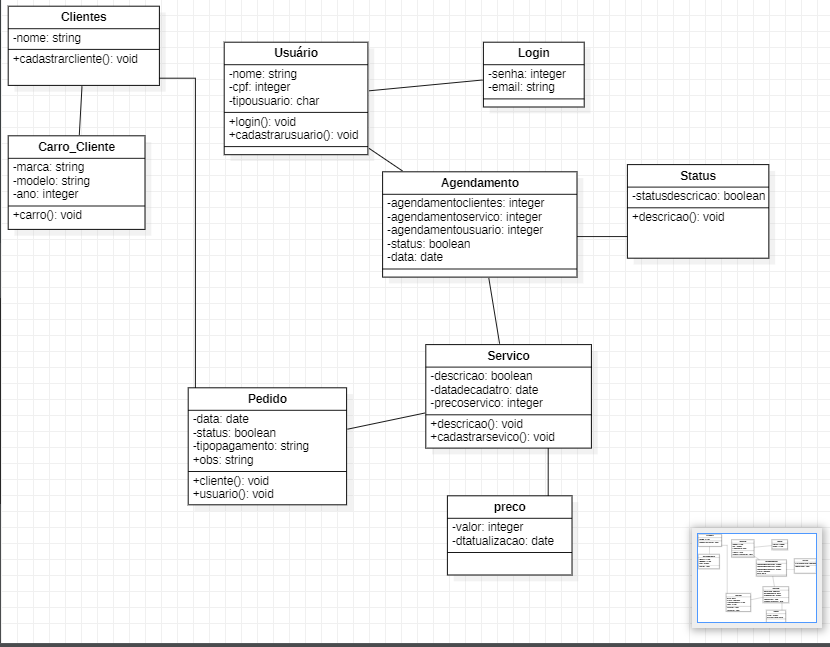 Clientes
-nome: string
+cadastrarcliente(): void
Usuário
-nome: string
-cpf: integer
-tipousuario: char
+login(): void
+cadastrarusuario(): void
Login
-senha: integer
-email: string
Carro_Cliente
-marca: string
-modelo: string
-ano: integer
+carro(): void
Agendamento
-agendamentoclientes: integer
-agendamentoservico: integer
-agendamentousuario: integer
-status: boolean
-data: date
Status
-statusdescricao: boolean
+descricao(): void
Servico
-descricao: boolean
-datadecadatro: date
-precoservico: integer
+descricao(): void
+cadastrarsevico(): void
Pedido
-data: date
-status: boolean
-tipopagamento: string
+obs: string
+cliente(): void
+usuario(): void
preco
-valor: integer
-dtatualizacao: date